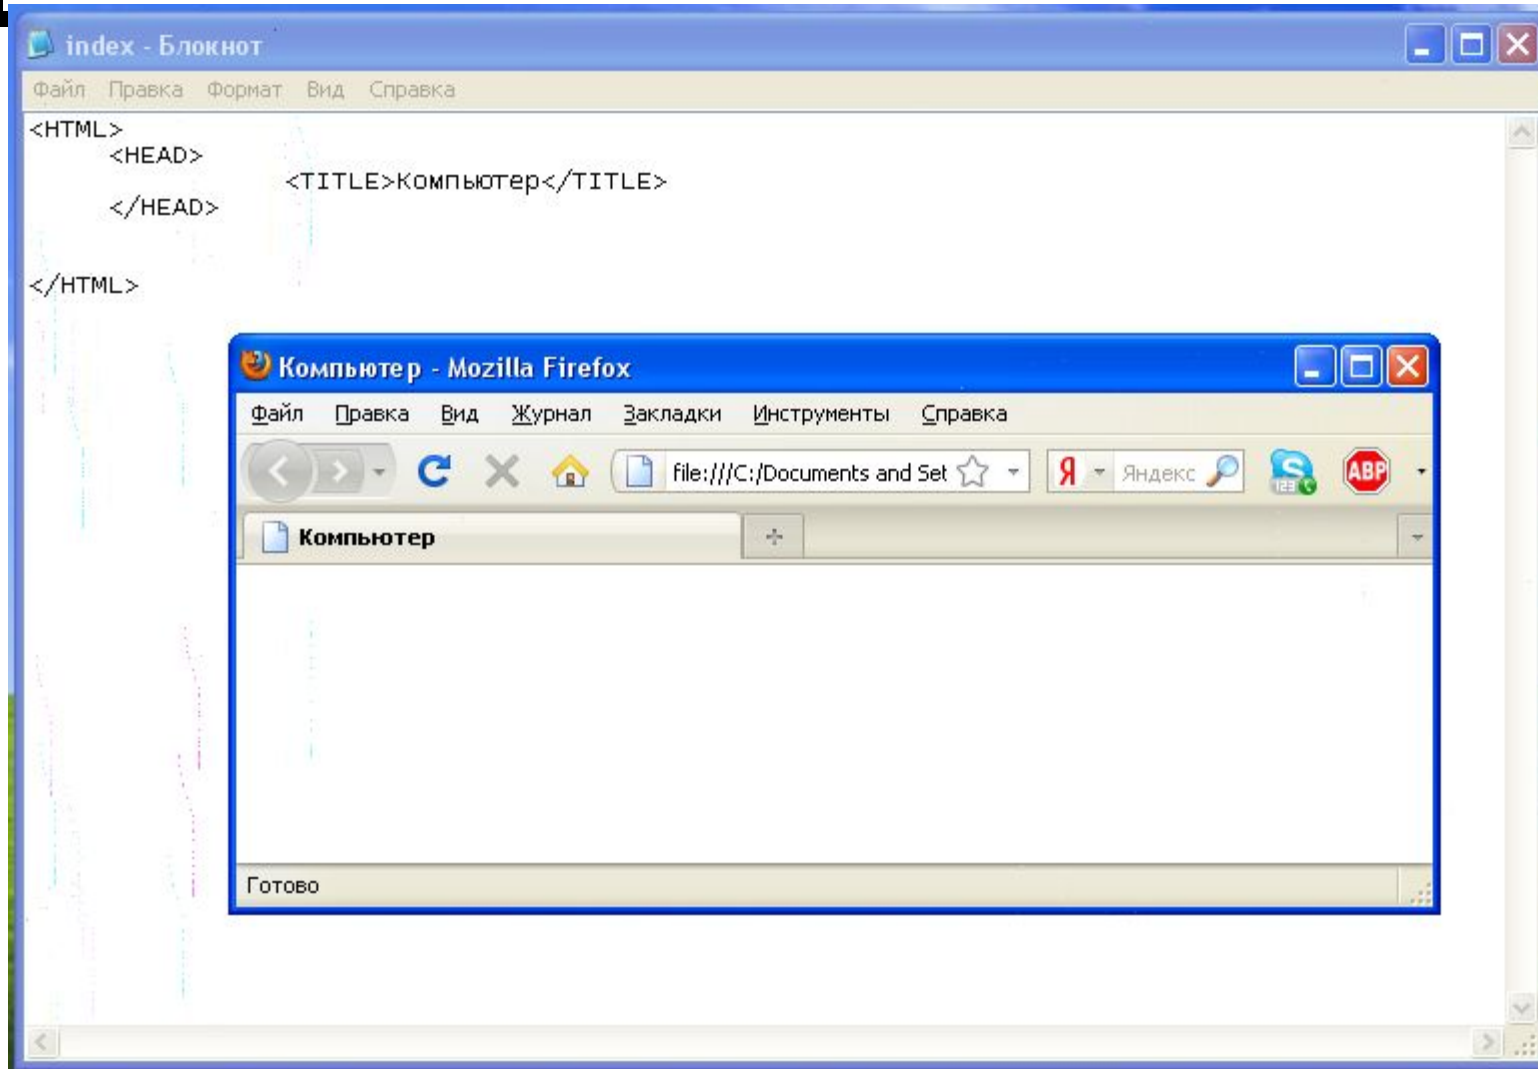 index - Блокнот
Файл Правка Формат Вид Справка
<HTML>
<HEAD>
<TITLE>Компьютер</TITLE>
</HEAD>
</HTML>
Компьютер - Mozilla Firefox
Файл Правка Вид Журнал Закладки Инструменты Справка
file:///C:/Documents and Set Я Яндекс S 123 ABP
Компьютер
Готово